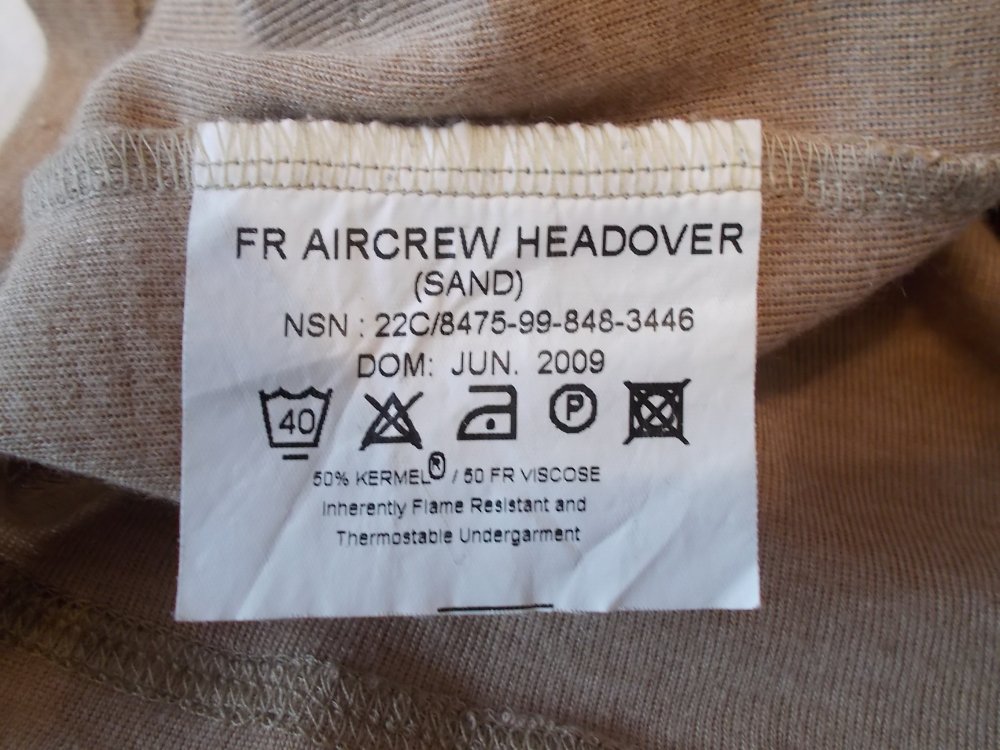 FR AIRCREW HEADOVER
(SAND)
NSN : 22C/8475-99-848-3446
DOM: JUN. 2009
40 P
50% KERMEL® / 50 FR VISCOSE
Inherently Flame Resistant and
Thermostable Undergarment